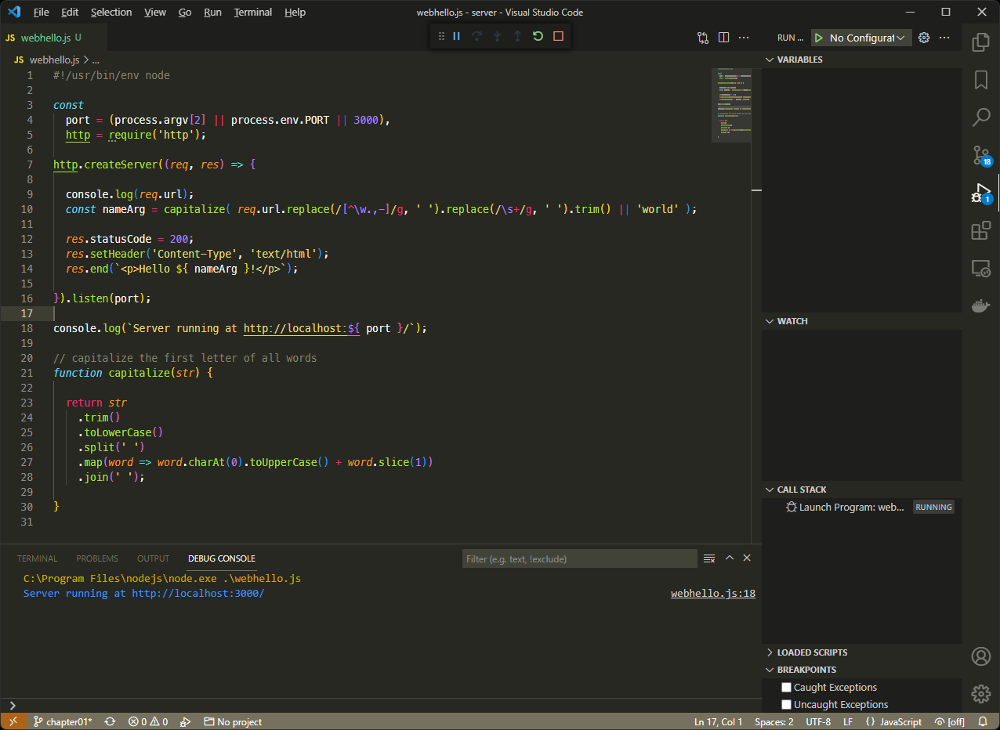 File Edit Selection View Go Run Terminal Help webhello.js - server - Visual Studio Code
JS webhello.js U
RUN ... No Configurat
JS webhello.js > ...
VARIABLES
1 #!/usr/bin/env node
2
3 const
4 port = (process.argv[2] || process.env.PORT || 3000),
5 http = require('http');
6
7 http.createServer((req, res) => {
8
9 console.log(req.url);
10 const nameArg = capitalize( req.url.replace(/[^\w.,-]/g, ' ').replace(/\s+/g, ' ').trim() || 'world' );
11
12 res.statusCode = 200;
13 res.setHeader('Content-Type', 'text/html');
14 res.end(`<p>Hello ${ nameArg }!</p>`);
15
16 }).listen(port);
17
18 console.log(`Server running at http://localhost:${ port }/`);
19
20 // capitalize the first letter of all words
21 function capitalize(str) {
22
23 return str
24 .trim()
25 .toLowerCase()
26 .split(' ')
27 .map(word => word.charAt(0).toUpperCase() + word.slice(1))
28 .join(' ');
29
30 }
31
18
1
WATCH
CALL STACK
Launch Program: web... RUNNING
LOADED SCRIPTS
BREAKPOINTS
Caught Exceptions
Uncaught Exceptions
TERMINAL PROBLEMS OUTPUT DEBUG CONSOLE Filter (e.g. text, !exclude)
C:\Program Files\nodejs\node.exe .\webhello.js
Server running at http://localhost:3000/ webhello.js:18
chapter01* 0 0 No project Ln 17, Col 1 Spaces: 2 UTF-8 LF {} JavaScript [off]